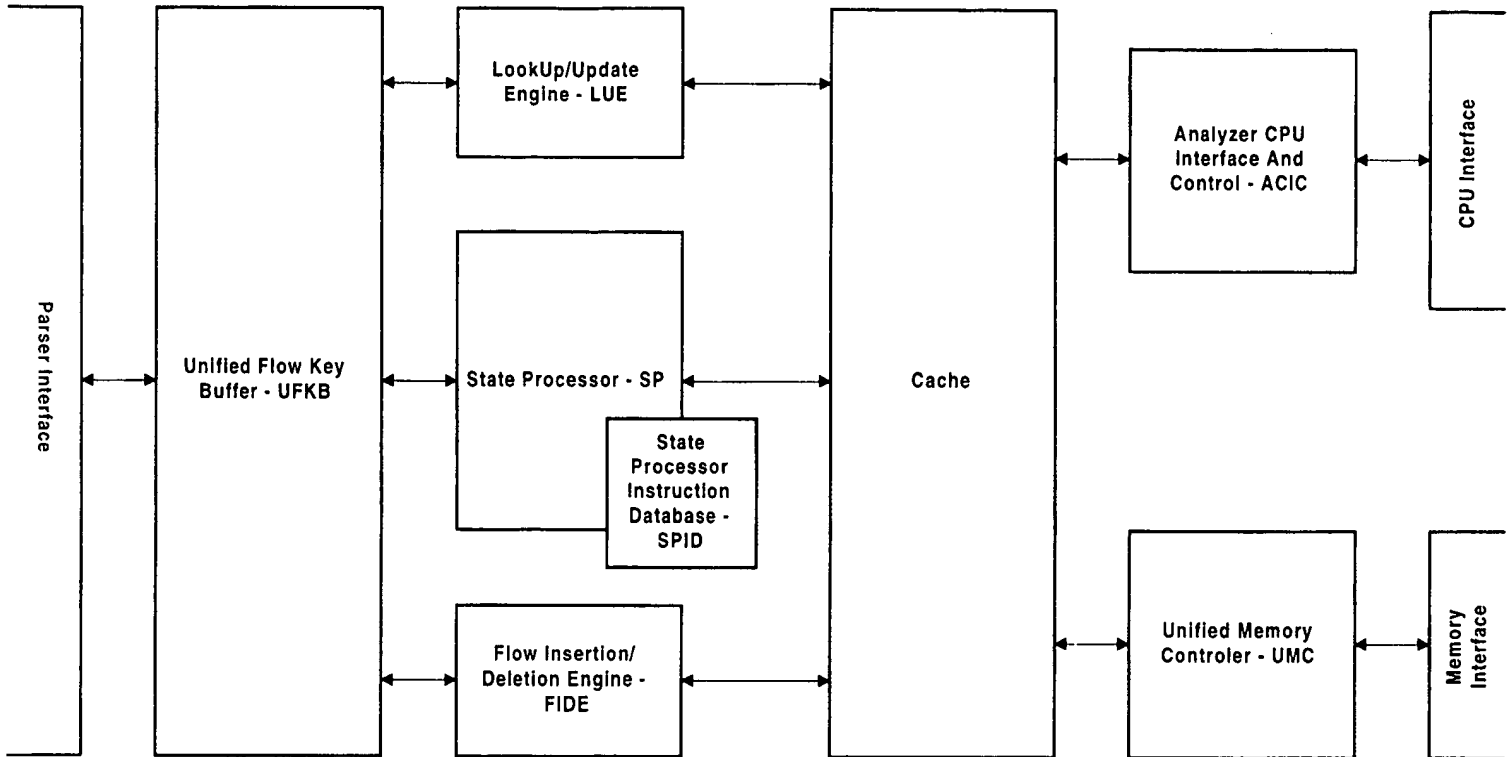 Parser Interface
Unified Flow Key
Buffer - UFKB
LookUp/Update
Engine - LUE
State Processor - SP
State
Processor
Instruction
Database -
SPID
Flow Insertion/
Deletion Engine -
FIDE
Cache
Analyzer CPU
Interface And
Control - ACIC
CPU Interface
Unified Memory
Controler - UMC
Memory
Interface